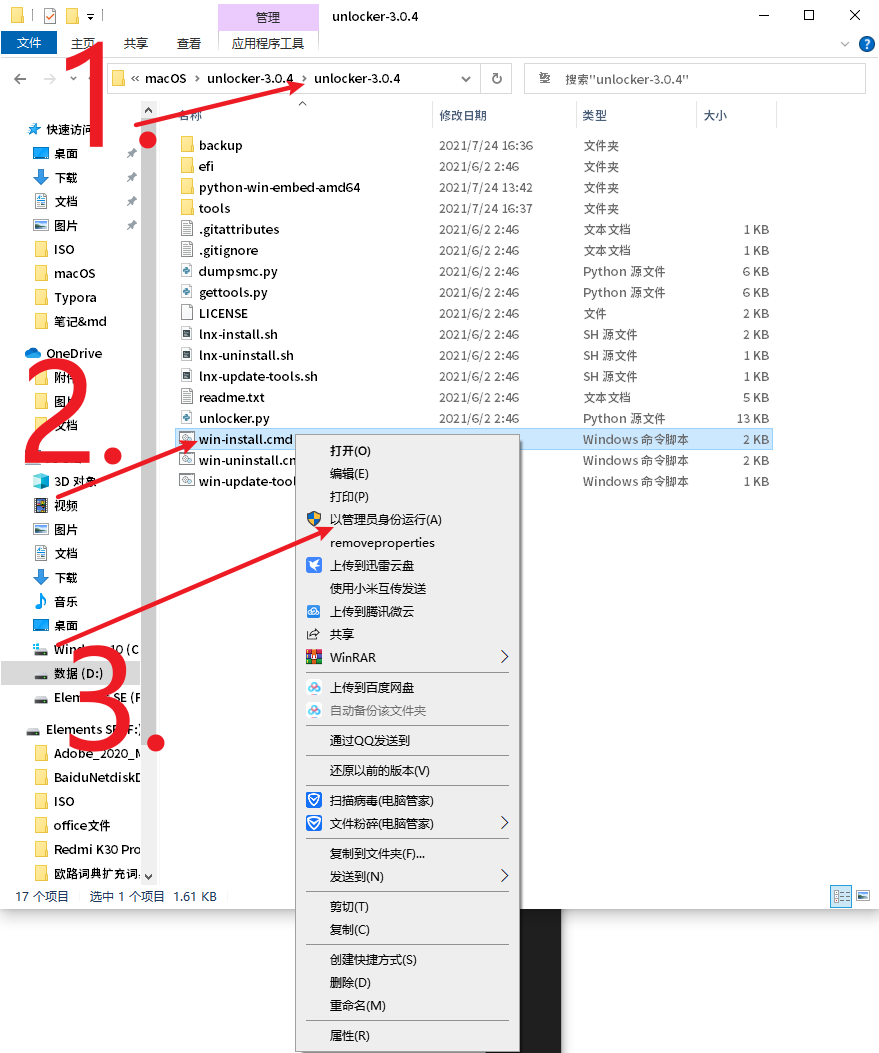 管理
unlocker-3.0.4
文件
主页
共享
查看
应用程序工具
1.
« macOS › unlocker-3.0.4 › unlocker-3.0.4
搜索"unlocker-3.0.4"
名称
修改日期
类型
大小
快速访问
桌面
下载
文档
图片
ISO
macOS
Typora
笔记&md
OneDrive
附件
图片
文档
2.
3D 对象
视频
图片
文档
下载
音乐
桌面
Windows 10 (C
数据 (D:)
Elements SE (F
3.
Elements SE (F:)
Adobe_2020_M
BaiduNetdiskD
ISO
office文件
Redmi K30 Pro
欧路词典扩充词
backup 2021/7/24 16:36 文件夹
efi 2021/6/2 2:46 文件夹
python-win-embed-amd64 2021/7/24 13:42 文件夹
tools 2021/7/24 16:37 文件夹
.gitattributes 2021/6/2 2:46 文本文档 1 KB
.gitignore 2021/6/2 2:46 文本文档 1 KB
dumpsmc.py 2021/6/2 2:46 Python 源文件 6 KB
gettools.py 2021/6/2 2:46 Python 源文件 6 KB
LICENSE 2021/6/2 2:46 文件 2 KB
lnx-install.sh 2021/6/2 2:46 SH 源文件 2 KB
lnx-uninstall.sh 2021/6/2 2:46 SH 源文件 2 KB
lnx-update-tools.sh 2021/6/2 2:46 SH 源文件 1 KB
readme.txt 2021/6/2 2:46 文本文档 5 KB
unlocker.py 2021/6/2 2:46 Python 源文件 13 KB
win-install.cmd Windows 命令脚本 2 KB
win-uninstall.cm Windows 命令脚本 2 KB
win-update-tool Windows 命令脚本 1 KB
打开(O)
编辑(E)
打印(P)
以管理员身份运行(A)
removeproperties
上传到迅雷云盘
使用小米互传发送
上传到腾讯微云
共享
WinRAR
上传到百度网盘
自动备份该文件夹
通过QQ发送到
还原以前的版本(V)
扫描病毒(电脑管家)
文件粉碎(电脑管家)
复制到文件夹(F)...
发送到(N)
剪切(T)
复制(C)
创建快捷方式(S)
删除(D)
重命名(M)
属性(R)
17 个项目 选中 1 个项目 1.61 KB